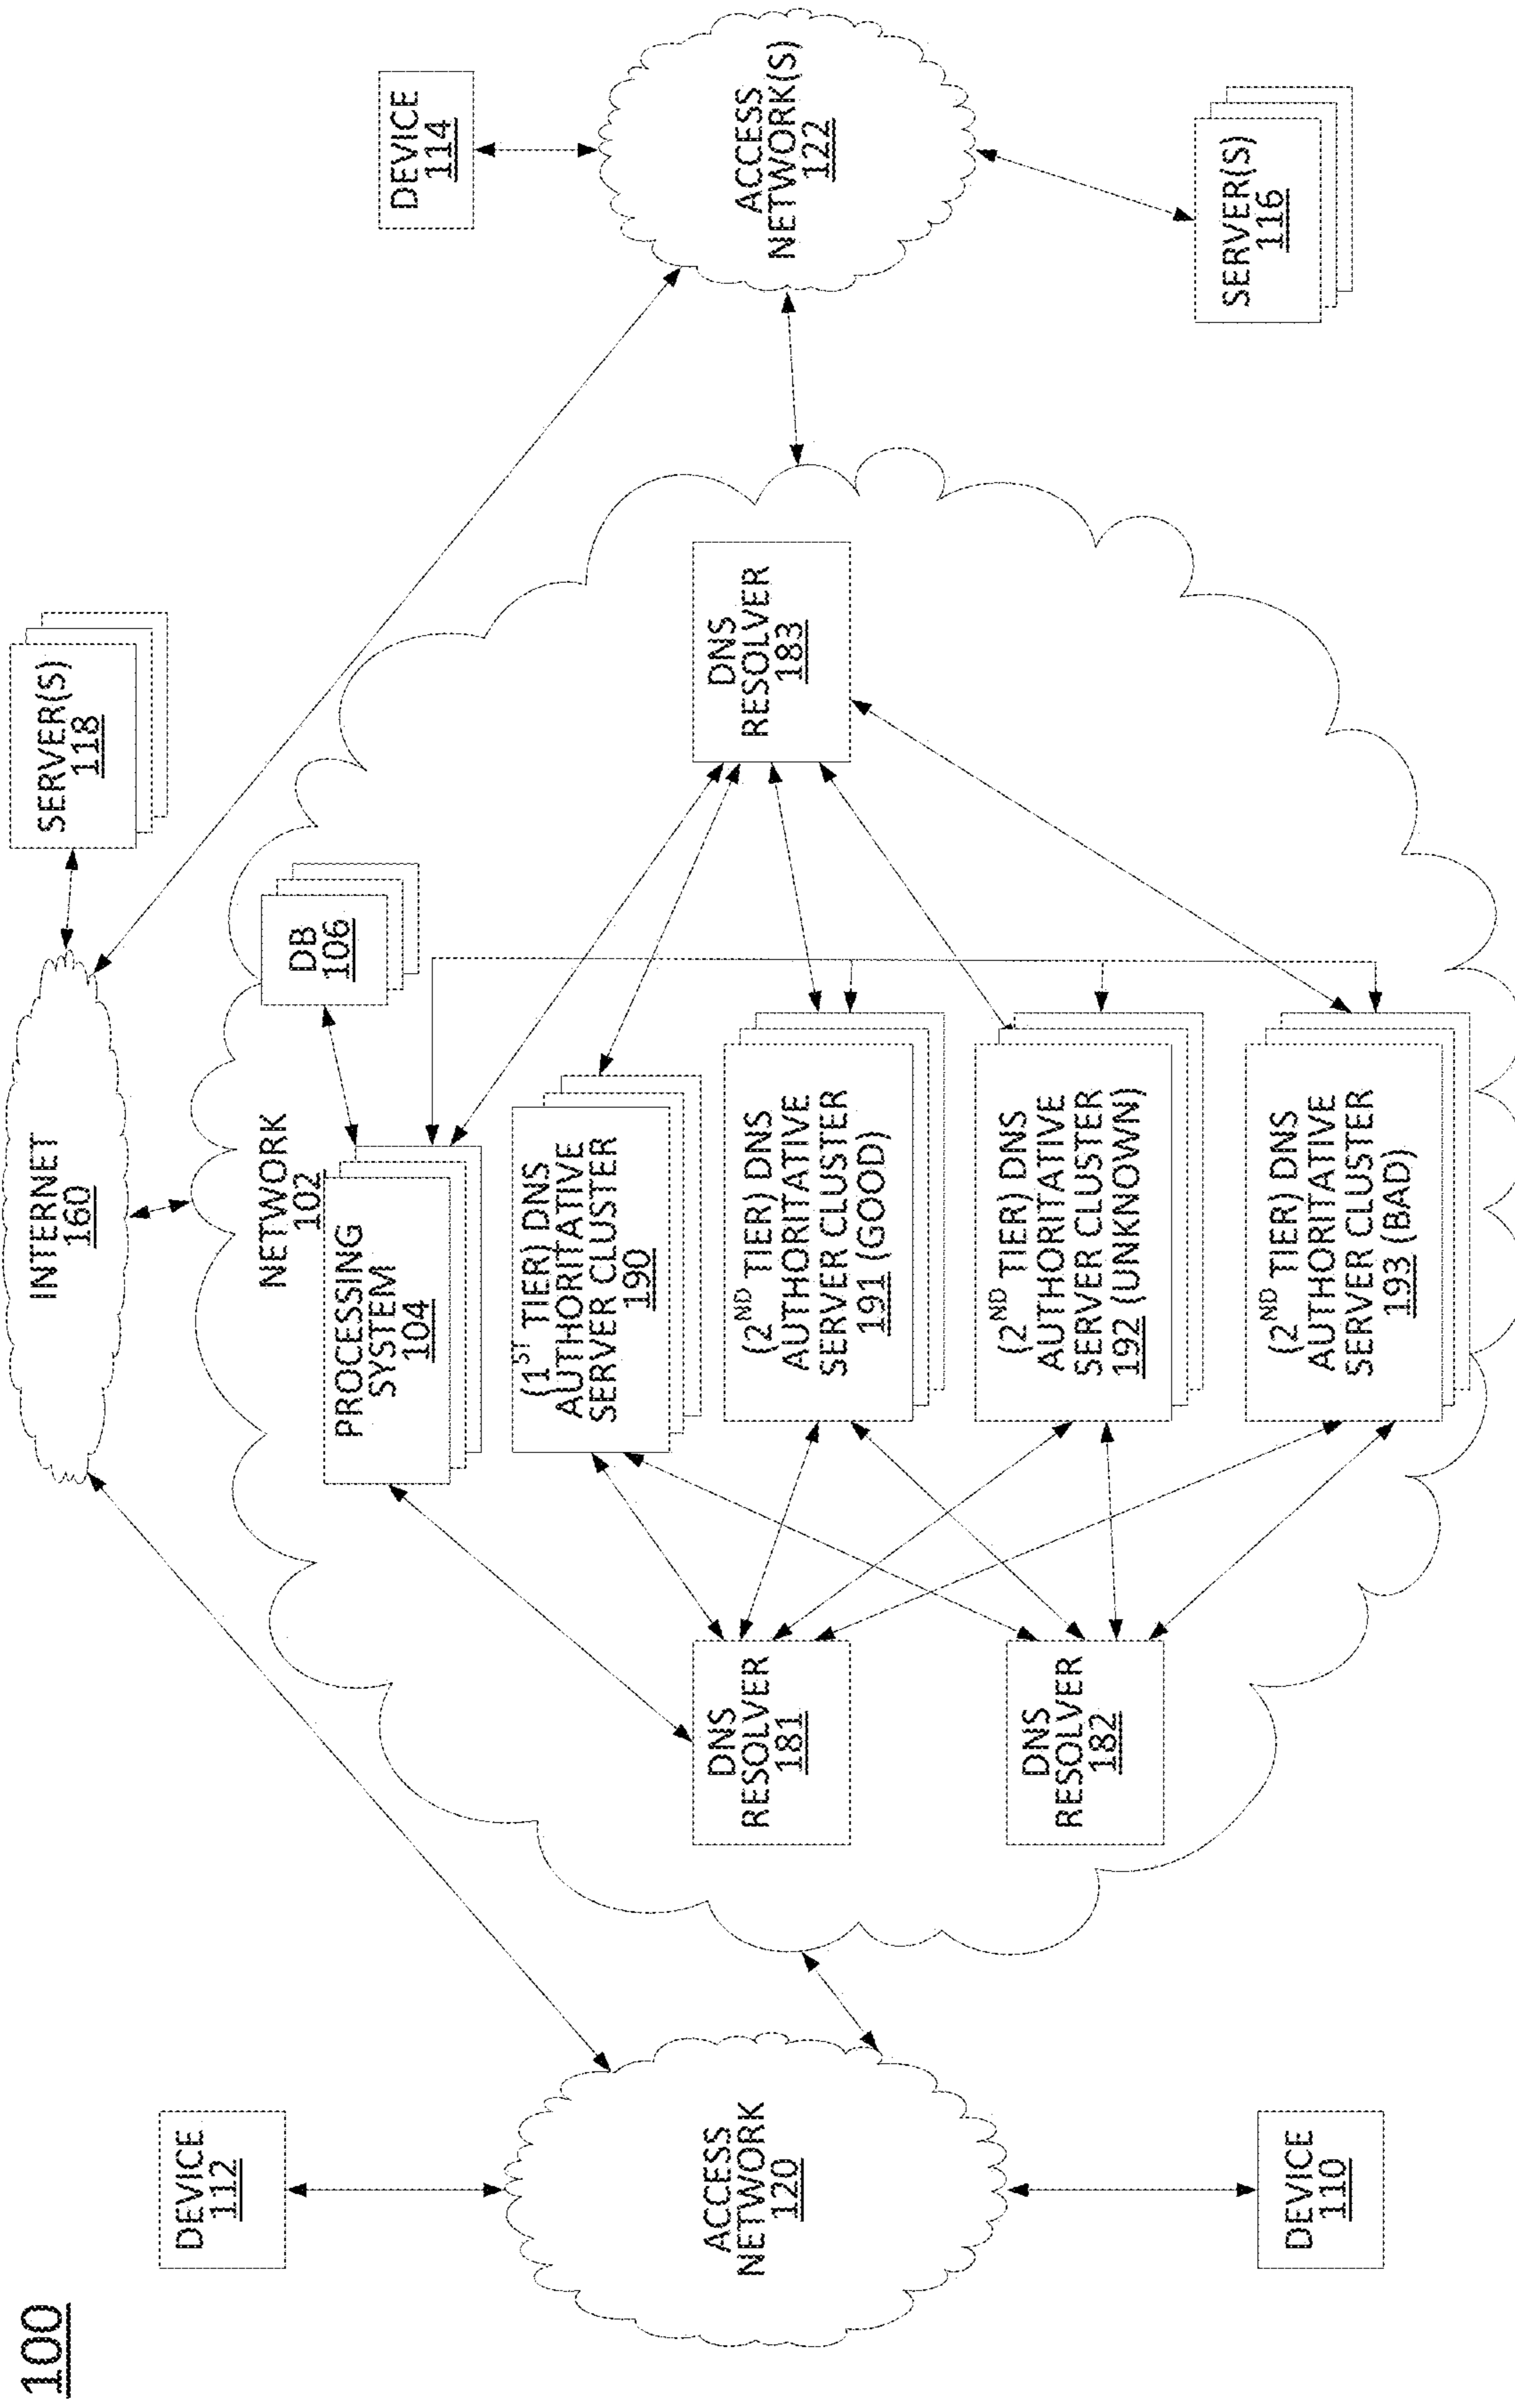 100
INTERNET
160
SERVER(S)
118
DEVICE
112
ACCESS
NETWORK
120
DEVICE
110
NETWORK
102
PROCESSING
SYSTEM
104
DB
106
(1ST TIER) DNS
AUTHORITATIVE
SERVER CLUSTER
190
(2ND TIER) DNS
AUTHORITATIVE
SERVER CLUSTER
191 (GOOD)
(2ND TIER) DNS
AUTHORITATIVE
SERVER CLUSTER
192 (UNKNOWN)
(2ND TIER) DNS
AUTHORITATIVE
SERVER CLUSTER
193 (BAD)
DNS
RESOLVER
181
DNS
RESOLVER
182
DNS
RESOLVER
183
DEVICE
114
ACCESS
NETWORK(S)
122
SERVER(S)
116